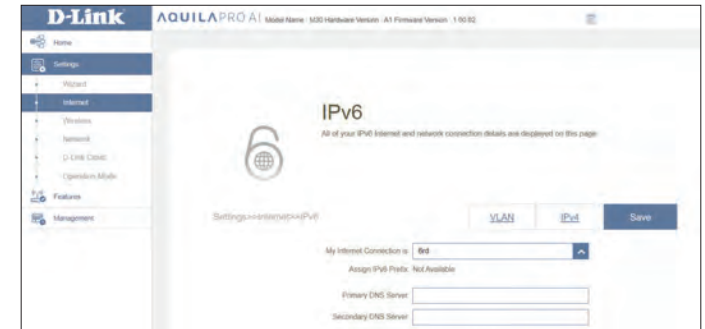 D-Link
AQUILA PRO AI Model Name : M30 Hardware Version : A1 Firmware Version : 1.00.02
Home
Settings
Wizard
Internet
Wireless
Network
D-Link Cloud
Operation Mode
Features
Management
IPv6
All of your IPv6 Internet and network connection details are displayed on this page
Settings>>Internet>>IPv6
VLAN
IPv4
Save
My Internet Connection is: 6rd
Assign IPv6 Prefix: Not Available
Primary DNS Server:
Secondary DNS Server: